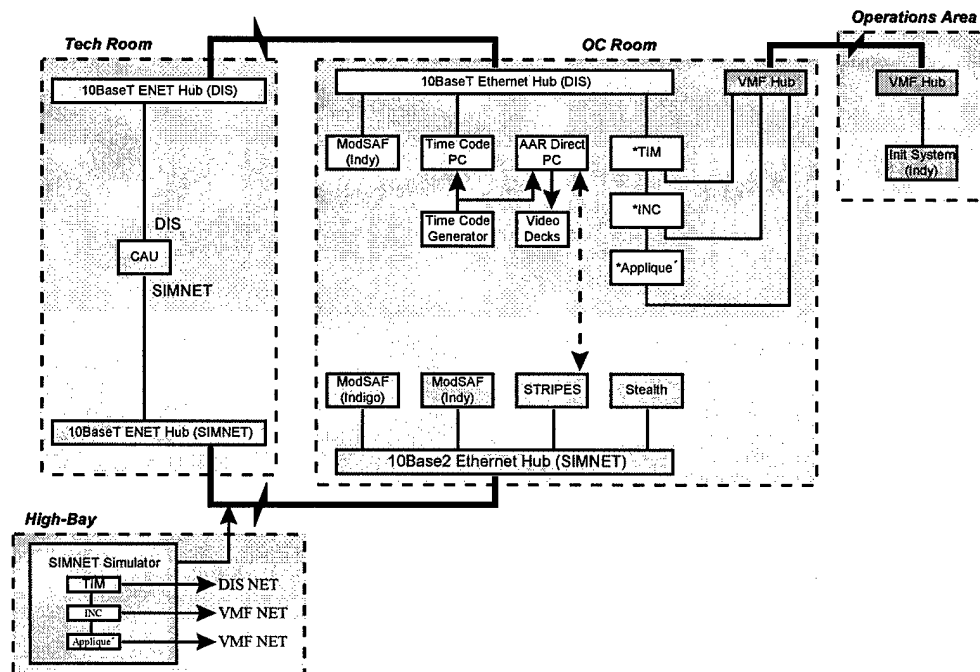 Operations Area
Tech Room
OC Room
10BaseT ENET Hub (DIS)
10BaseT Ethernet Hub (DIS)
VMF Hub
VMF Hub
ModSAF
(Indy)
Time Code
PC
AAR Direct
PC
*TIM
Init System
(Indy)
*INC
Time Code
Generator
Video
Decks
DIS
CAU
*Applique´
SIMNET
ModSAF
(Indigo)
ModSAF
(Indy)
STRIPES
Stealth
10BaseT ENET Hub (SIMNET)
10Base2 Ethernet Hub (SIMNET)
High-Bay
SIMNET Simulator
TIM
DIS NET
INC
VMF NET
Applique´
VMF NET